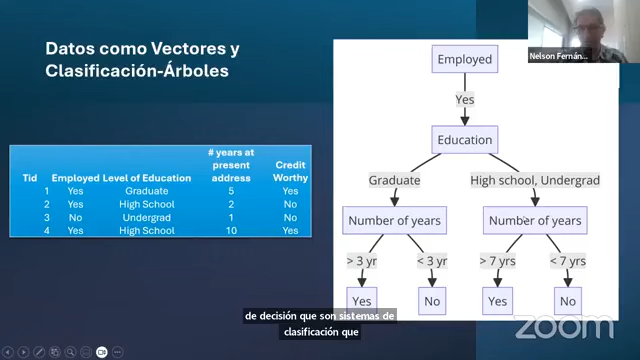 Datos como Vectores y
Clasificación-Árboles
Nelson Fernán...
Tid Employed Level of Education # years at present address Credit Worthy
1 Yes Graduate 5 Yes
2 Yes High School 2 No
3 No Undergrad 1 No
4 Yes High School 10 Yes
Employed
Yes
Education
Graduate High school, Undergrad
Number of years Number of years
> 3 yr < 3 yr > 7 yrs < 7 yrs
Yes No Yes No
de decisión que son sistemas de
clasificación que
zoom